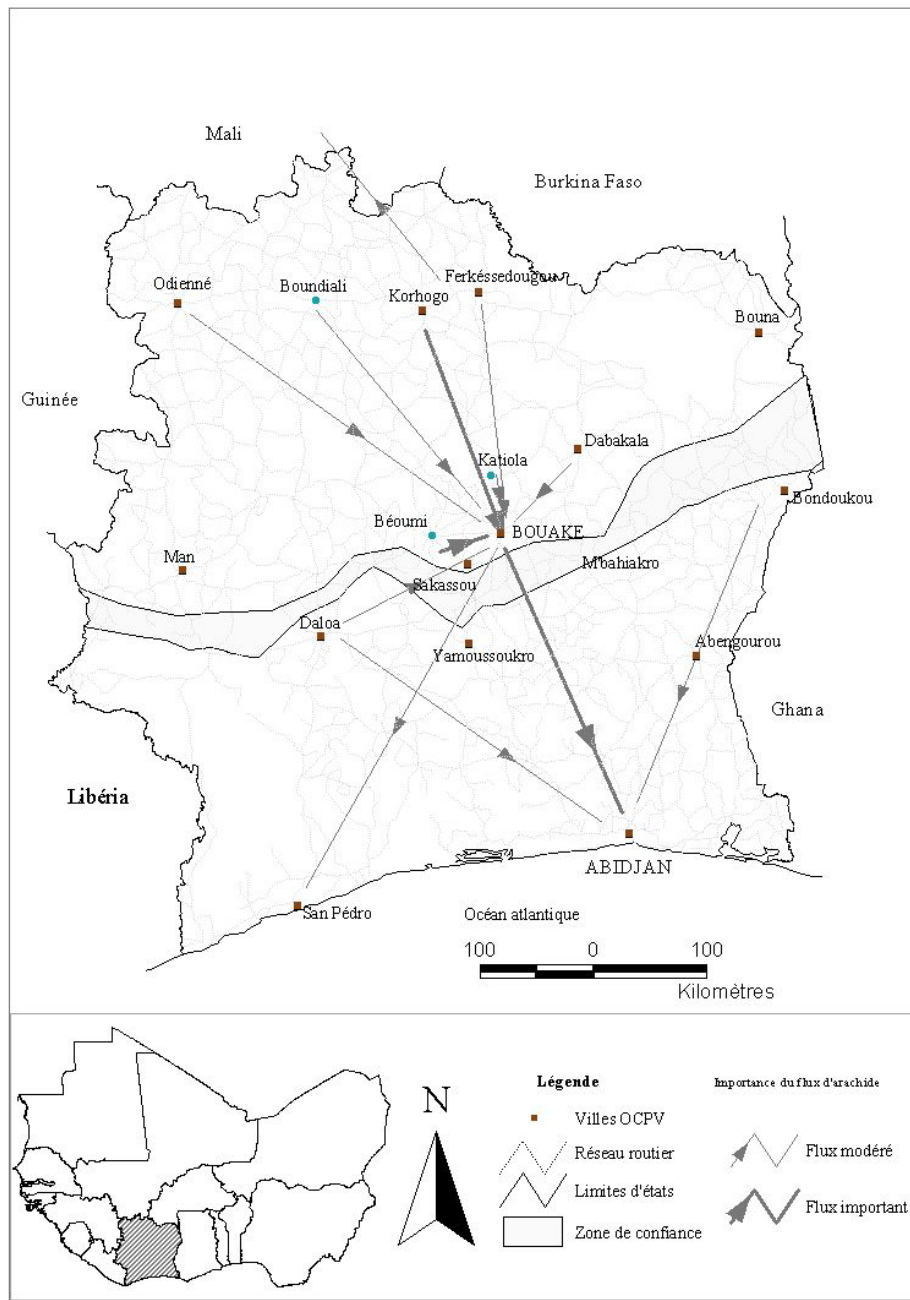 Mali
Burkina Faso
Ferkéssedougou
Odienné
Boundiali
Korhogo
Bouna
Guinée
Dabakala
Katiola
Bondoukou
Béoumi
BOUAKE
Man
M'bahiakro
Sakassou
Daloa
Yamoussoukro
Abengourou
Ghana
Libéria
ABIDJAN
San Pédro
Océan atlantique
100 0 100
Kilomètres
N
Légende
Villes OCPV
Réseau routier
Limites d'états
Zone de confiance
Importance du flux d'arachide
Flux modéré
Flux important